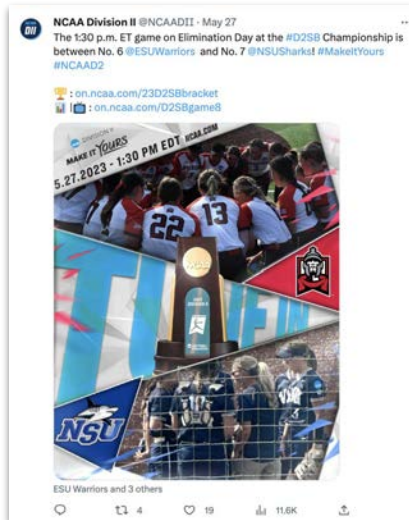 NCAA Division II @NCAADII · May 27
The 1:30 p.m. ET game on Elimination Day at the #D2SB Championship is
between No. 6 @ESUWarriors and No. 7 @NSUSharks! #MakeItYours
#NCAAD2
🏆 : on.ncaa.com/23D2SBbracket
📊 |📺 : on.ncaa.com/D2SBgame8
DIVISION II
MAKE IT YOURS
5.27.2023 - 1:30 PM EDT NCAA.COM
22
13
TUNE IN
NCAA
NSU
ESU Warriors and 3 others
4
19
11.6K